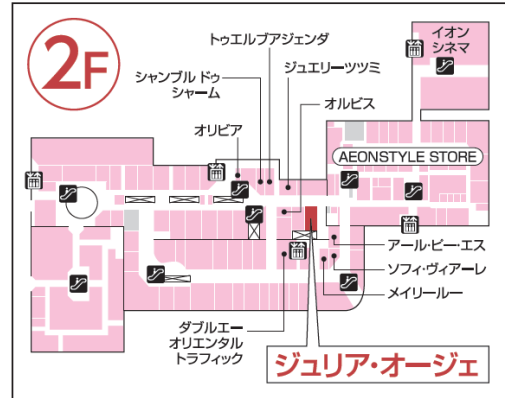 2F
イオン
シネマ
トゥエルブアジェンダ
シャンブル ドゥ
シャーム
ジュエリーツツミ
オルビス
オリビア
AEONSTYLE STORE
アール・ビー・エス
ソフィ・ヴィアーレ
メイリールー
ダブルエー
オリエンタル
トラフィック
ジュリア・オージェ